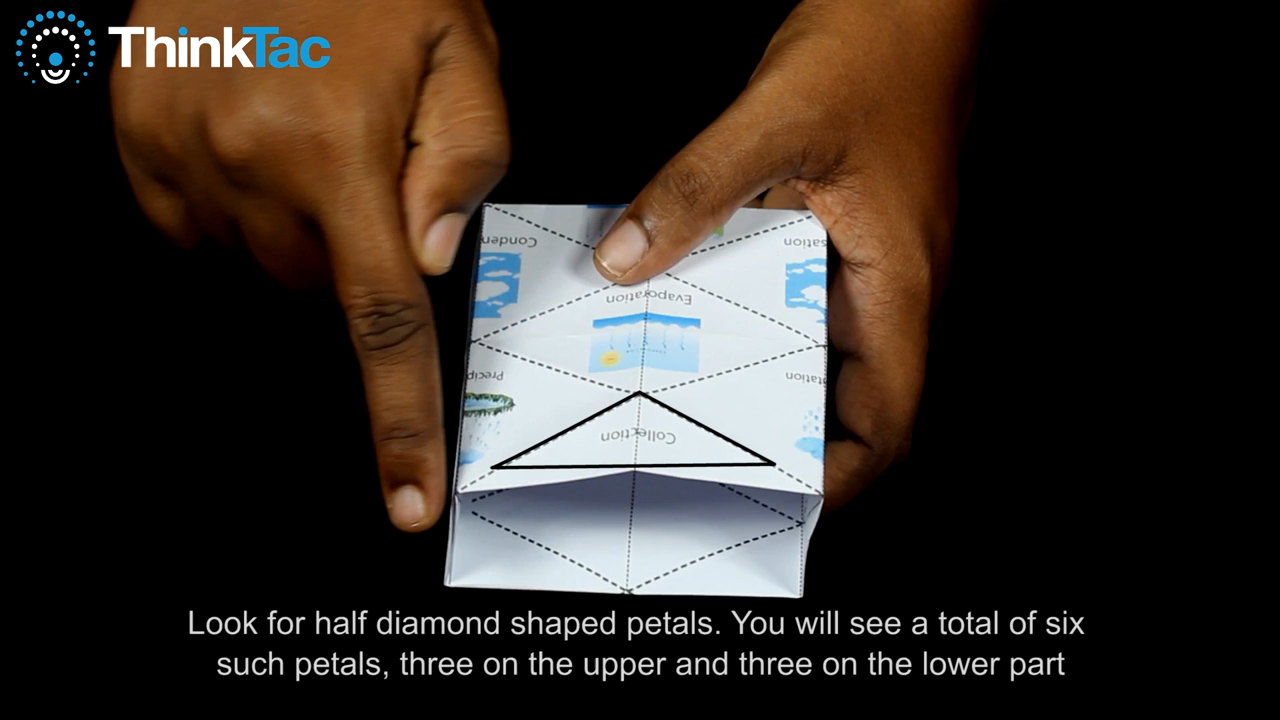 ThinkTac
Conden
sation
Evaporation
Precip
tation
Collection
Look for half diamond shaped petals. You will see a total of six
such petals, three on the upper and three on the lower part